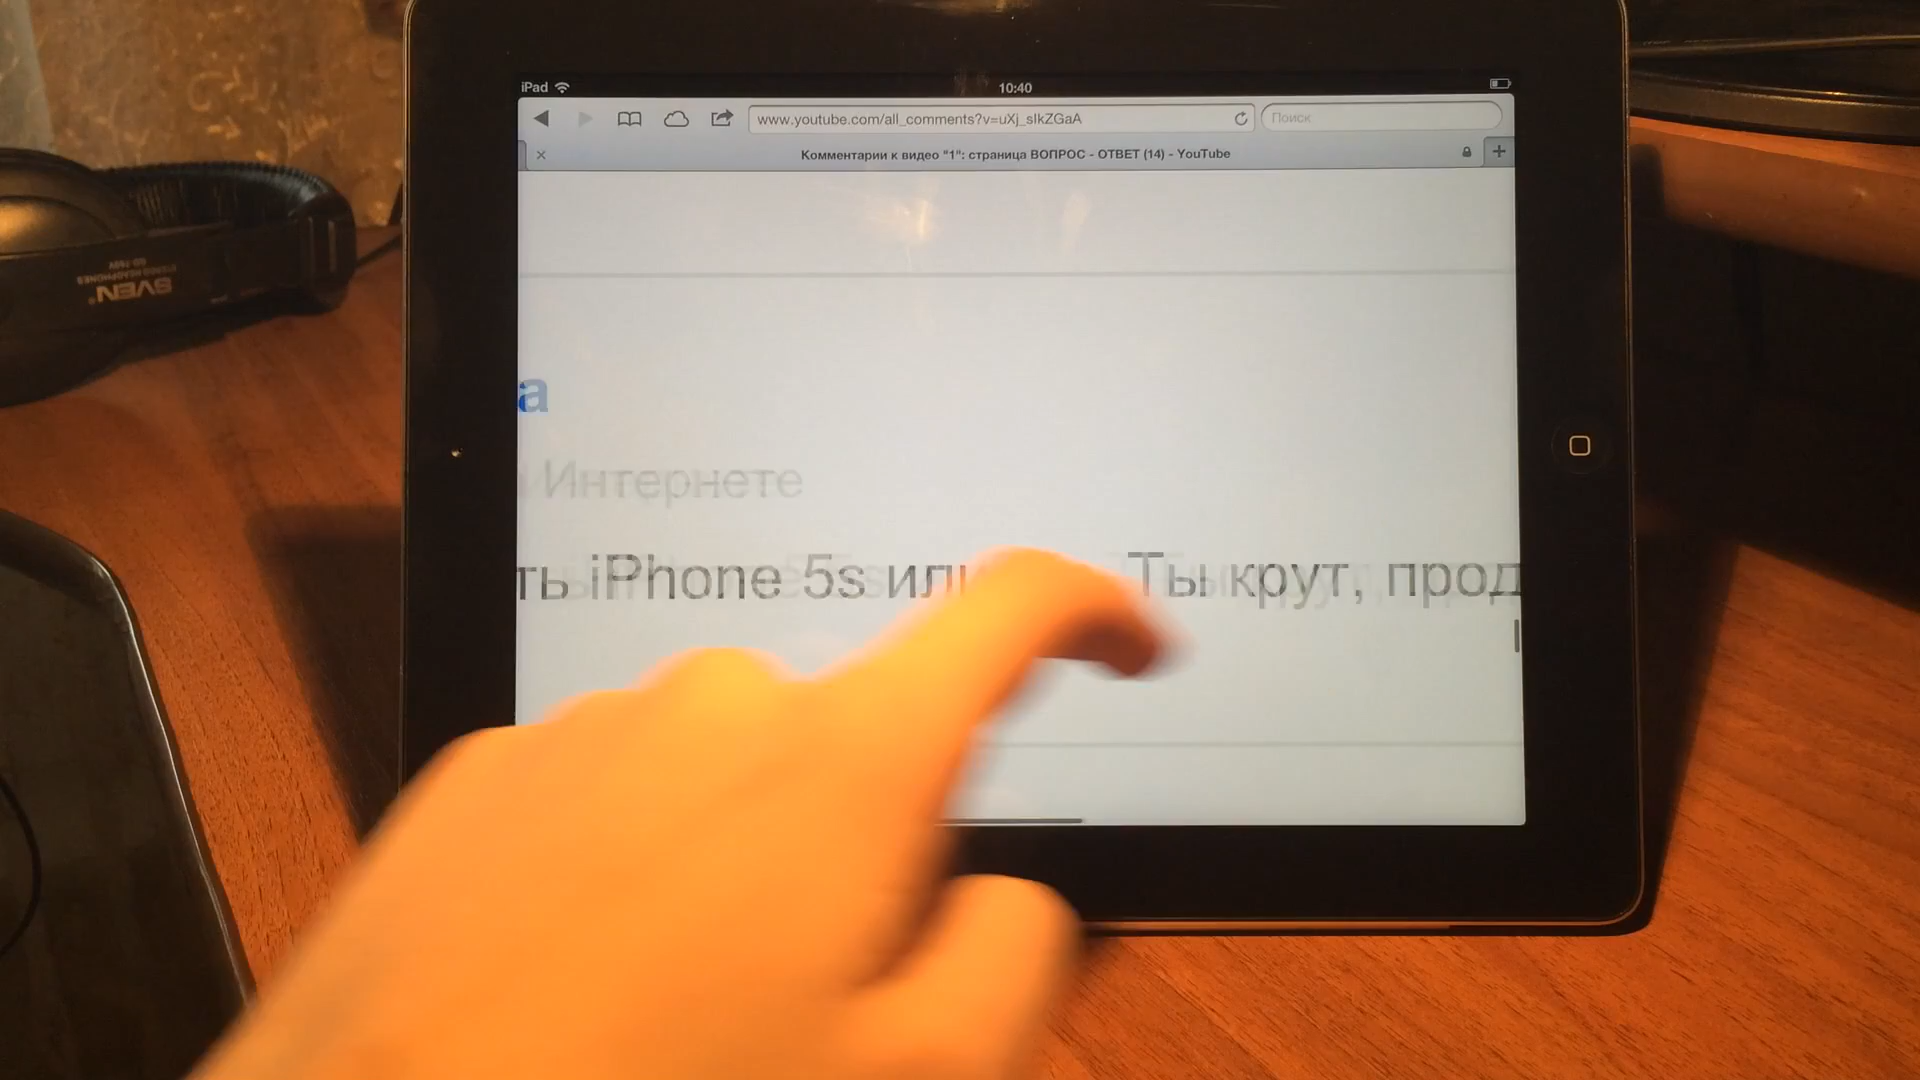 iPad 10:40
www.youtube.com/all_comments?v=uXj_slkZGaA Поиск
Комментарии к видео "1": страница ВОПРОС - ОТВЕТ (14) - YouTube
а
Интернете
ть iPhone 5s или Ты крут, прод
SVEN